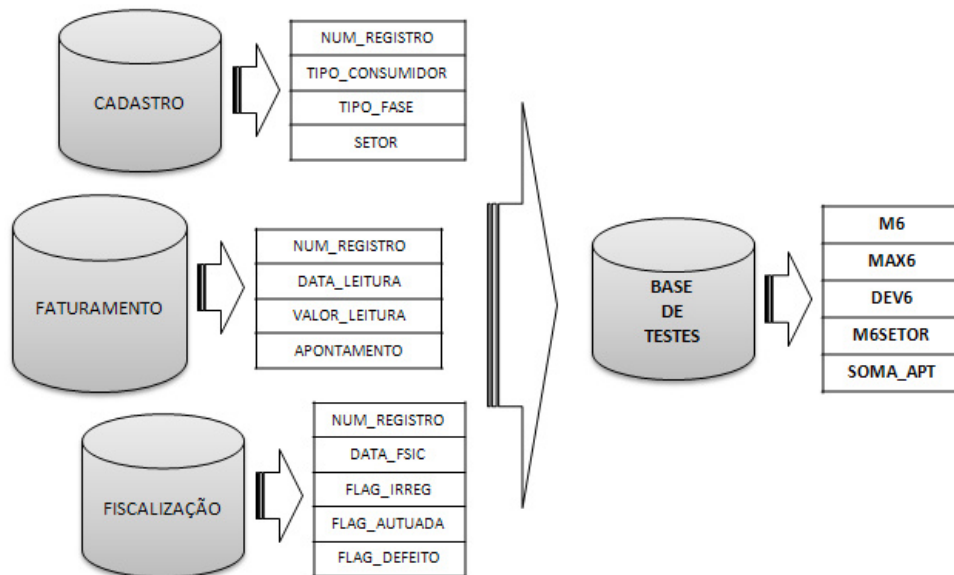 CADASTRO
NUM_REGISTRO
TIPO_CONSUMIDOR
TIPO_FASE
SETOR
FATURAMENTO
NUM_REGISTRO
DATA_LEITURA
VALOR_LEITURA
APONTAMENTO
FISCALIZAÇÃO
NUM_REGISTRO
DATA_FSIC
FLAG_IRREG
FLAG_AUTUADA
FLAG_DEFEITO
BASE
DE
TESTES
M6
MAX6
DEV6
M6SETOR
SOMA_APT